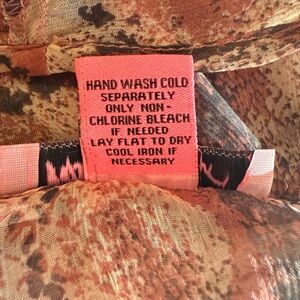 HAND WASH COLD
SEPARATELY
ONLY NON-
CHLORINE BLEACH
IF NEEDED
LAY FLAT TO DRY
COOL IRON IF
NECESSARY